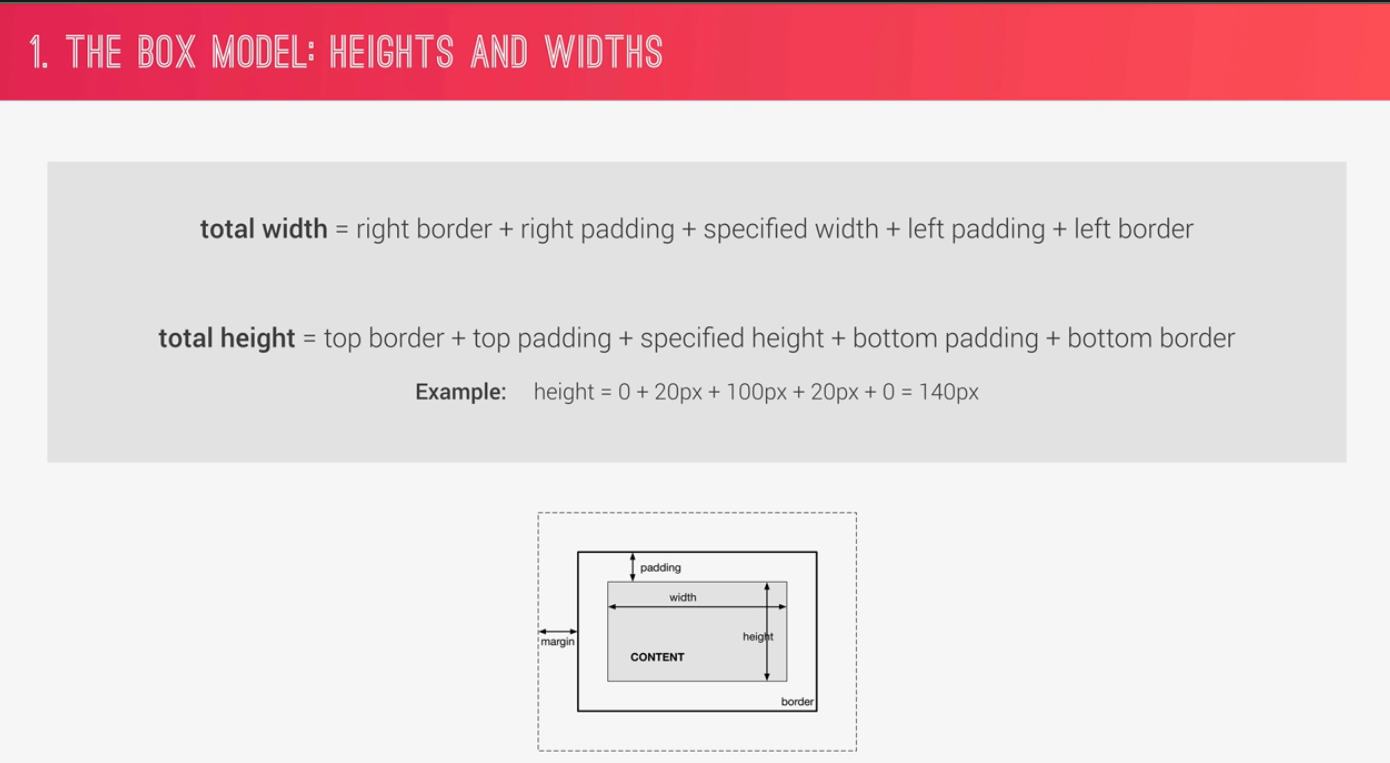 1. THE BOX MODEL: HEIGHTS AND WIDTHS
total width = right border + right padding + specified width + left padding + left border
total height = top border + top padding + specified height + bottom padding + bottom border
Example: height = 0 + 20px + 100px + 20px + 0 = 140px
padding
width
height
margin
CONTENT
border